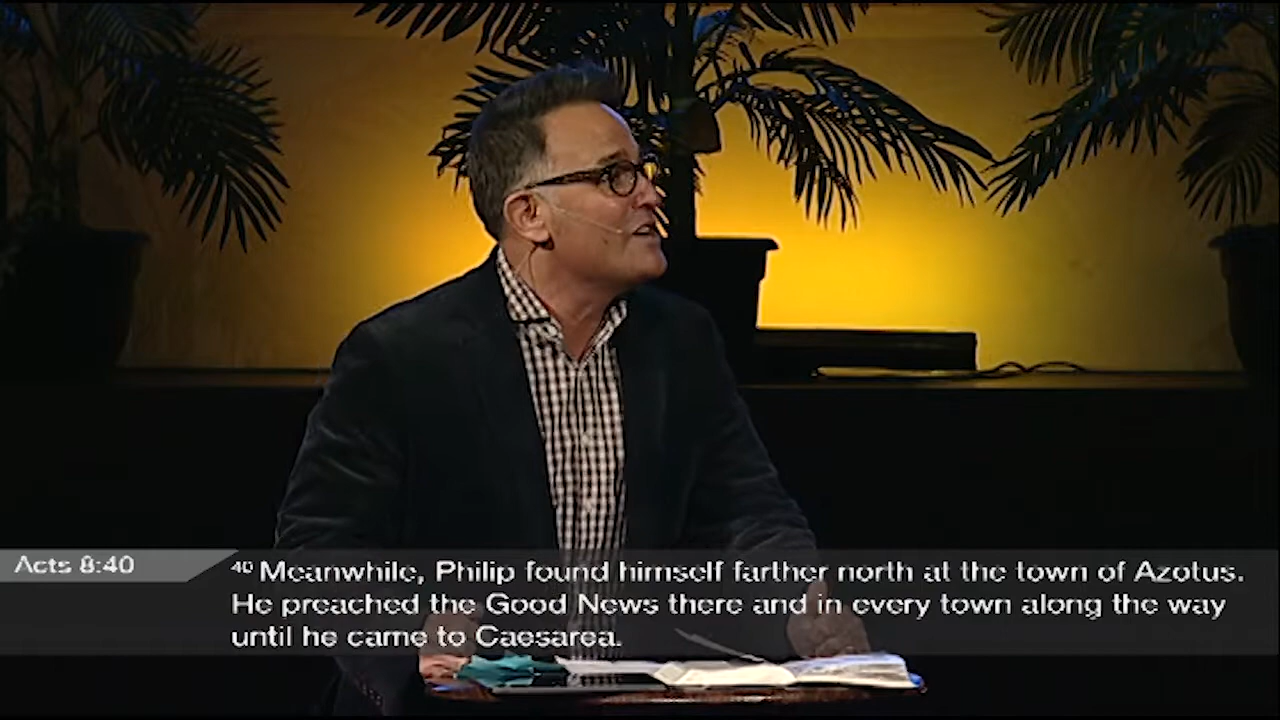 Acts 8:40
⁴⁰ Meanwhile, Philip found himself farther north at the town of Azotus.
He preached the Good News there and in every town along the way
until he came to Caesarea.